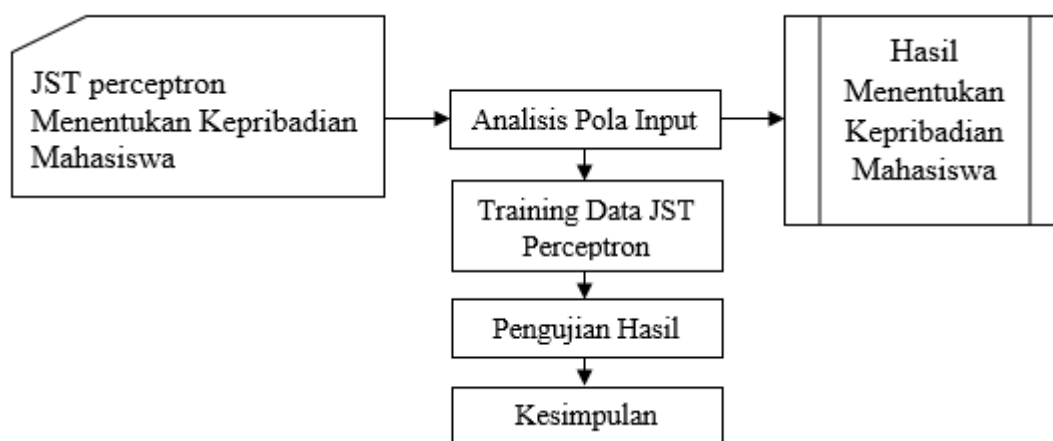 JST perceptron
Menentukan Kepribadian
Mahasiswa
Analisis Pola Input
Training Data JST
Perceptron
Pengujian Hasil
Kesimpulan
Hasil
Menentukan
Kepribadian
Mahasiswa